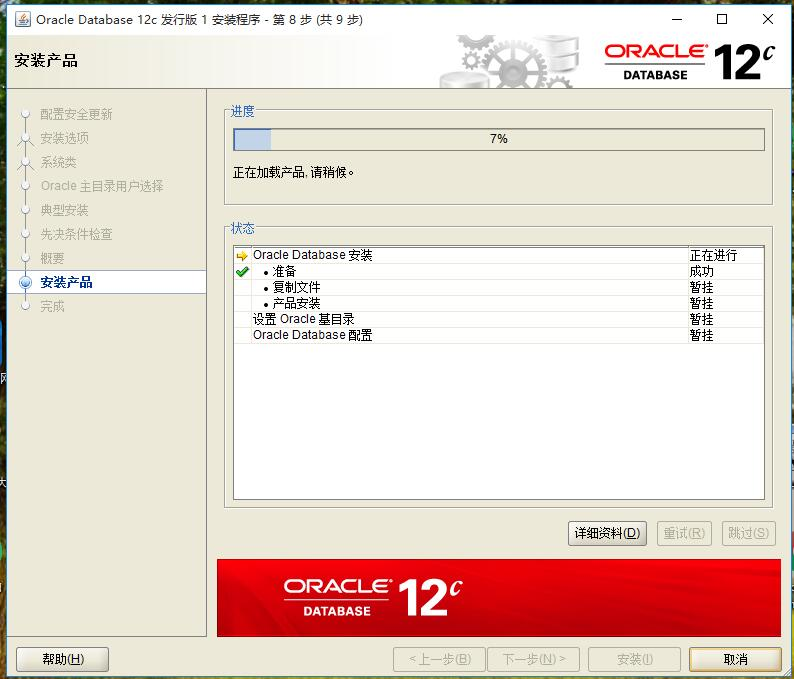 Oracle Database 12c 发行版 1 安装程序 - 第 8 步 (共 9 步)
安装产品
ORACLE
DATABASE
12c
配置安全更新
安装选项
系统类
Oracle 主目录用户选择
典型安装
先决条件检查
概要
安装产品
完成
进度
7%
正在加载产品, 请稍候。
状态
Oracle Database 安装 正在进行
• 准备 成功
• 复制文件 暂挂
• 产品安装 暂挂
设置 Oracle 基目录 暂挂
Oracle Database 配置 暂挂
详细资料(D) 重试(R) 跳过(S)
ORACLE
DATABASE
12c
帮助(H) < 上一步(B) 下一步(N) > 安装(I) 取消